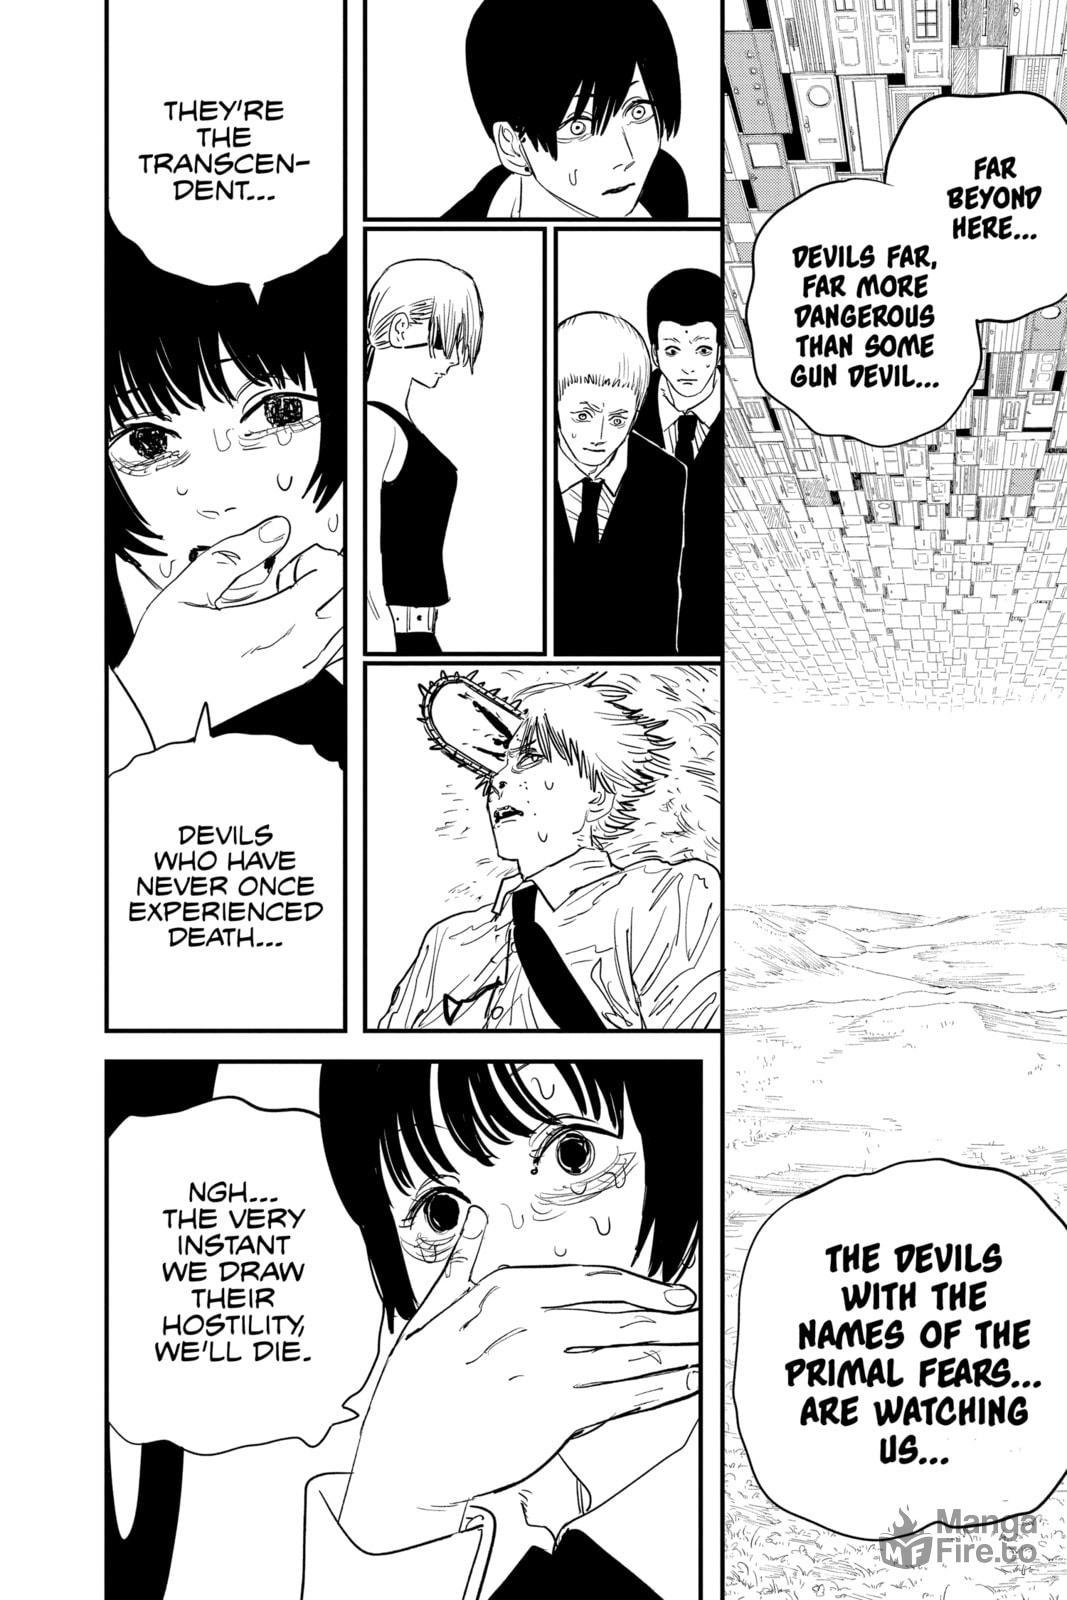 FAR
BEYOND
HERE...
DEVILS FAR,
FAR MORE
DANGEROUS
THAN SOME
GUN DEVIL...
THE DEVILS
WITH THE
NAMES OF THE
PRIMAL FEARS...
ARE WATCHING
US...
THEY'RE
THE
TRANSCEN-
DENT...
DEVILS
WHO HAVE
NEVER ONCE
EXPERIENCED
DEATH...
NGH...
THE VERY
INSTANT
WE DRAW
THEIR
HOSTILITY,
WE'LL DIE.
Manga
MF Fire.to